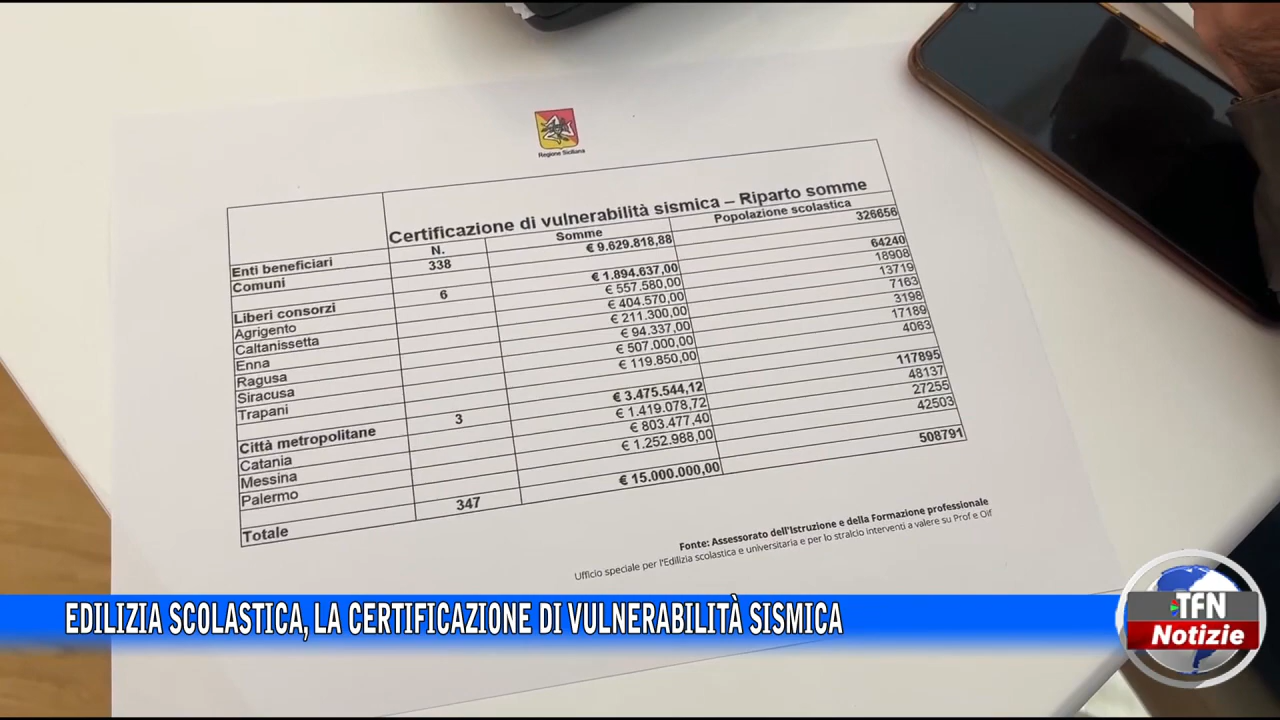 Regione Siciliana
Certificazione di vulnerabilità sismica – Riparto somme
Enti beneficiari N. Somme Popolazione scolastica
Comuni 338 € 9.629.818,88 326656
Liberi consorzi 6 € 1.894.637,00 64240
Agrigento € 557.580,00 18908
Caltanissetta € 404.570,00 13719
Enna € 211.300,00 7163
Ragusa € 94.337,00 3198
Siracusa € 507.000,00 17189
Trapani € 119.850,00 4063
Città metropolitane 3 € 3.475.544,12 117895
Catania € 1.419.078,72 48137
Messina € 803.477,40 27255
Palermo € 1.252.988,00 42503
Totale 347 € 15.000.000,00 508791
Fonte: Assessorato dell'Istruzione e della Formazione professionale
Ufficio speciale per l'Edilizia scolastica e universitaria e per lo stralcio interventi a valere su Prof e Oif
EDILIZIA SCOLASTICA, LA CERTIFICAZIONE DI VULNERABILITÀ SISMICA
TFN
Notizie